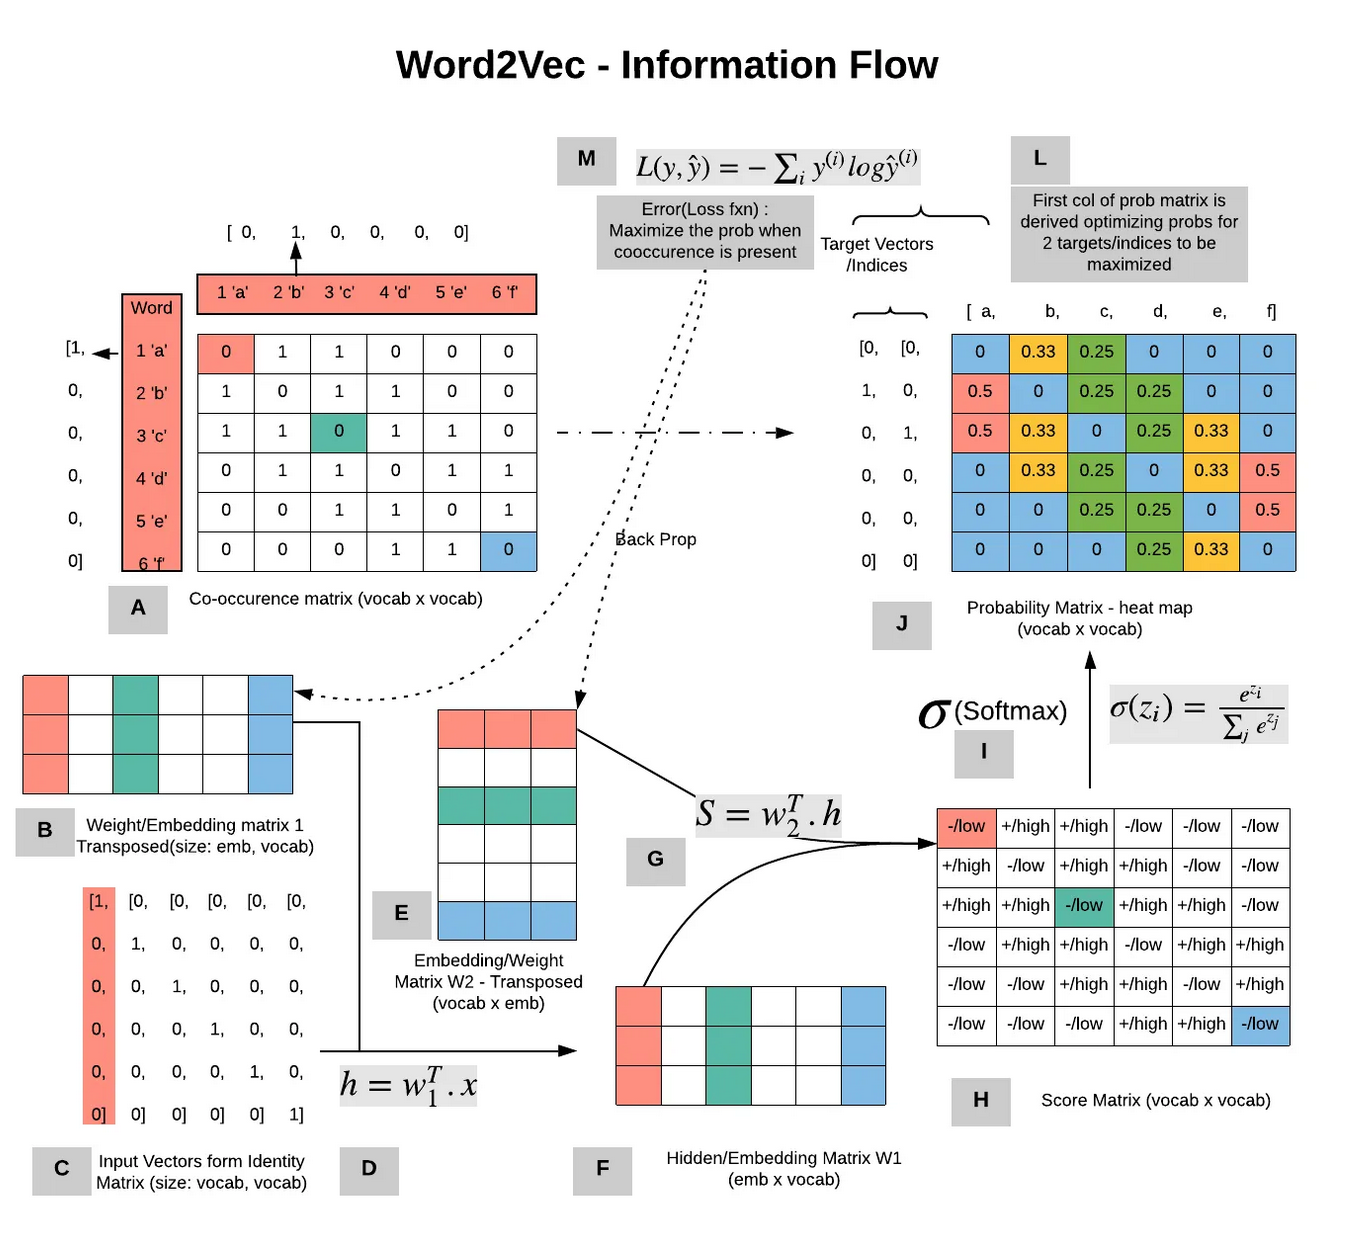 Word2Vec - Information Flow
M
L(y, ŷ) = − ∑ᵢ y⁽ⁱ⁾ logŷ⁽ⁱ⁾
L
Error(Loss fxn) :
Maximize the prob when
cooccurence is present
First col of prob matrix is
derived optimizing probs for
2 targets/indices to be
maximized
Target Vectors
/Indices
[ 0, 1, 0, 0, 0, 0]
1 'a' 2 'b' 3 'c' 4 'd' 5 'e' 6 'f'
Word
[1, 1 'a' 0 1 1 0 0 0
0, 2 'b' 1 0 1 1 0 0
0, 3 'c' 1 1 0 1 1 0
0, 4 'd' 0 1 1 0 1 1
0, 5 'e' 0 0 1 1 0 1
0] 6 'f' 0 0 0 1 1 0
A
Co-occurence matrix (vocab x vocab)
Back Prop
[ a, b, c, d, e, f]
[0, [0, 0 0.33 0.25 0 0 0
1, 0, 0.5 0 0.25 0.25 0 0
0, 1, 0.5 0.33 0 0.25 0.33 0
0, 0, 0 0.33 0.25 0 0.33 0.5
0, 0, 0 0 0.25 0.25 0 0.5
0] 0] 0 0 0 0.25 0.33 0
J
Probability Matrix - heat map
(vocab x vocab)
σ (Softmax)
σ(zᵢ) = e^{zᵢ} / ∑ⱼ e^{zⱼ}
I
B
Weight/Embedding matrix 1
Transposed(size: emb, vocab)
[1, [0, [0, [0, [0, [0,
0, 1, 0, 0, 0, 0,
0, 0, 1, 0, 0, 0,
0, 0, 0, 1, 0, 0,
0, 0, 0, 0, 1, 0,
0] 0] 0] 0] 0] 1]
C
Input Vectors form Identity
Matrix (size: vocab, vocab)
h = w₁ᵀ . x
D
E
Embedding/Weight
Matrix W2 - Transposed
(vocab x emb)
S = w₂ᵀ . h
G
F
Hidden/Embedding Matrix W1
(emb x vocab)
-/low +/high +/high -/low -/low -/low
+/high -/low +/high +/high -/low -/low
+/high +/high -/low +/high +/high -/low
-/low +/high +/high -/low +/high +/high
-/low -/low +/high +/high -/low +/high
-/low -/low -/low +/high +/high -/low
H
Score Matrix (vocab x vocab)